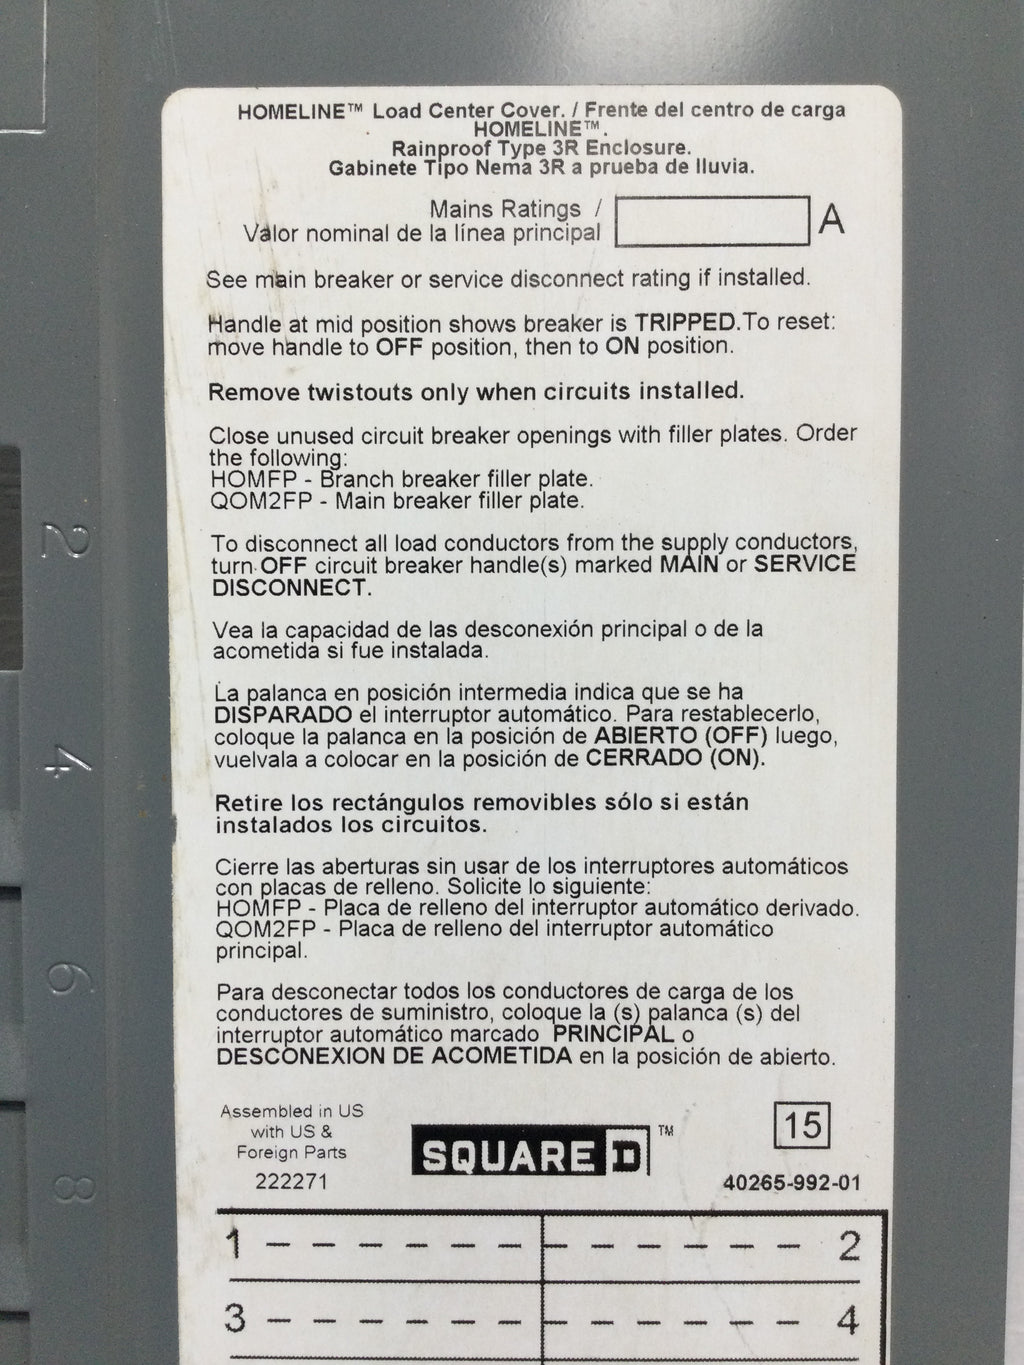 HOMELINE™ Load Center Cover. / Frente del centro de carga
HOMELINE™.
Rainproof Type 3R Enclosure.
Gabinete Tipo Nema 3R a prueba de lluvia.
Mains Ratings /
Valor nominal de la línea principal
A
See main breaker or service disconnect rating if installed.
Handle at mid position shows breaker is TRIPPED.To reset:
move handle to OFF position, then to ON position.
Remove twistouts only when circuits installed.
Close unused circuit breaker openings with filler plates. Order
the following:
HOMFP - Branch breaker filler plate.
QOM2FP - Main breaker filler plate.
To disconnect all load conductors from the supply conductors,
turn OFF circuit breaker handle(s) marked MAIN or SERVICE
DISCONNECT.
Vea la capacidad de las desconexión principal o de la
acometida si fue instalada.
La palanca en posición intermedia indica que se ha
DISPARADO el interruptor automático. Para restablecerlo,
coloque la palanca en la posición de ABIERTO (OFF) luego,
vuelvala a colocar en la posición de CERRADO (ON).
Retire los rectángulos removibles sólo si están
instalados los circuitos.
Cierre las aberturas sin usar de los interruptores automáticos
con placas de relleno. Solicite lo siguiente:
HOMFP - Placa de relleno del interruptor automático derivado.
QOM2FP - Placa de relleno del interruptor automático
principal.
Para desconectar todos los conductores de carga de los
conductores de suministro, coloque la (s) palanca (s) del
interruptor automático marcado PRINCIPAL o
DESCONEXION DE ACOMETIDA en la posición de abierto.
Assembled in US
with US &
Foreign Parts
222271
SQUARE D ™
15
40265-992-01
1 2
3 4
2
4
6
8